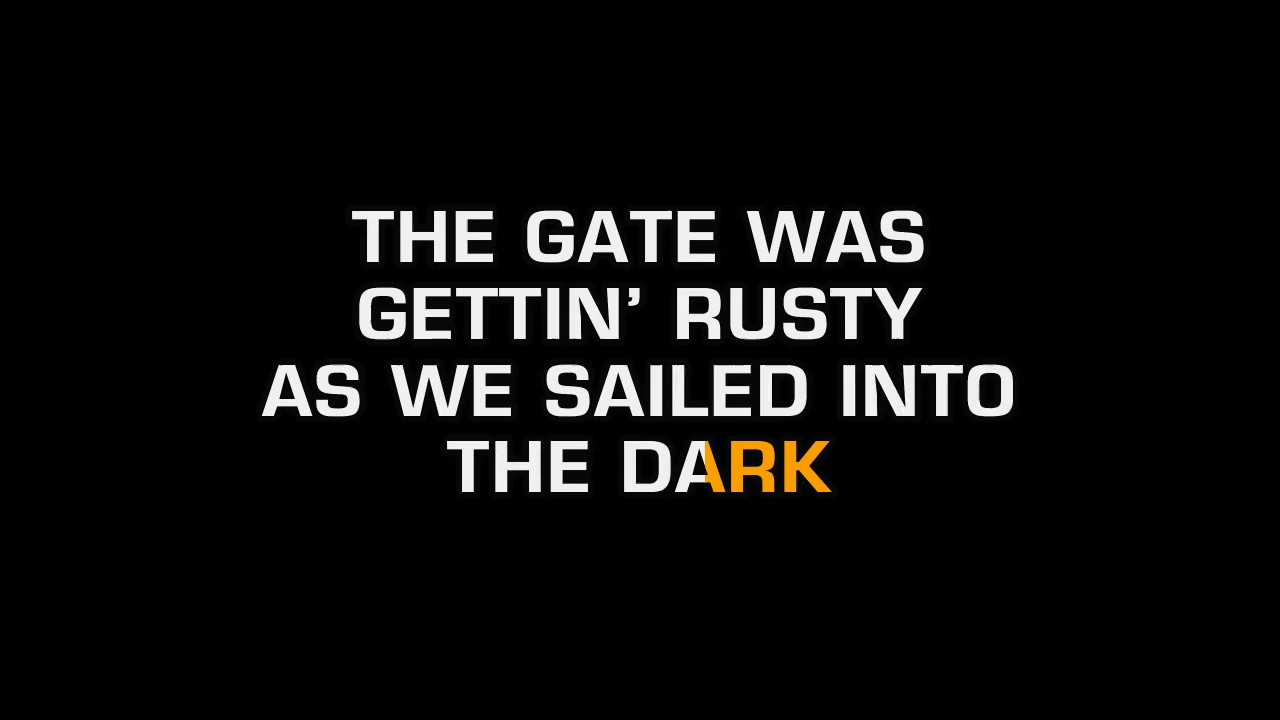 THE GATE WAS
GETTIN’ RUSTY
AS WE SAILED INTO
THE DARK